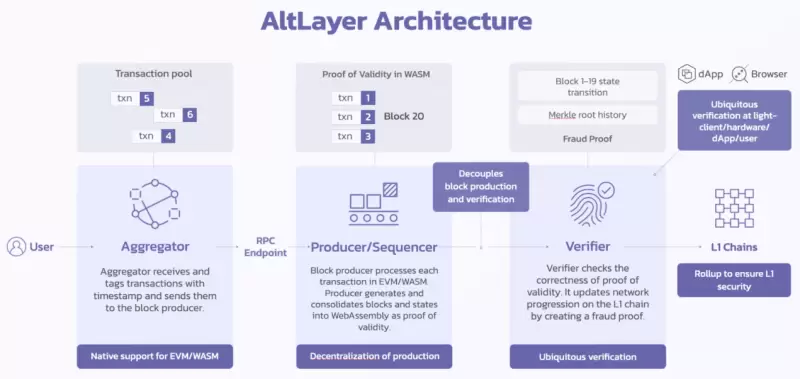 AltLayer Architecture
Transaction pool
txn 5
txn 6
txn 4
Proof of Validity in WASM
txn 1
txn 2
txn 3
Block 20
Block 1-19 state
transition
Merkle root history
Fraud Proof
dApp
Browser
Ubiquitous
verification at light-
client/hardware/
dApp/user
Decouples
block production
and verification
User
Aggregator
Aggregator receives and
tags transactions with
timestamp and sends them
to the block producer.
Native support for EVM/WASM
RPC
Endpoint
Producer/Sequencer
Block producer processes each
transaction in EVM/WASM.
Producer generates and
consolidates blocks and states
into WebAssembly as proof of
validity.
Decentralization of production
Verifier
Verifier checks the
correctness of proof of
validity. It updates network
progression on the L1 chain
by creating a fraud proof.
Ubiquitous verification
L1 Chains
Rollup to ensure L1
security